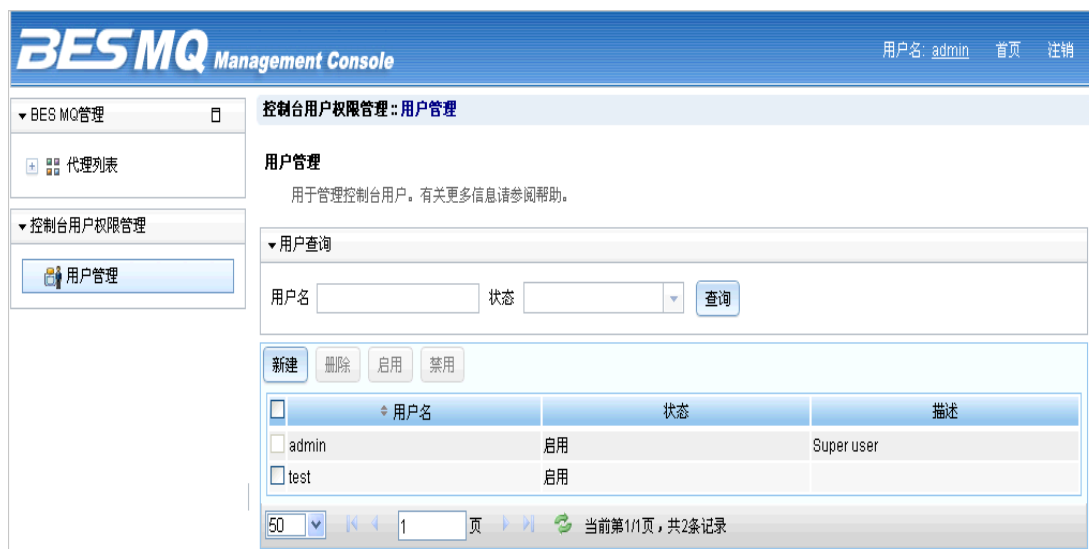 BES MQ Management Console
用户名: admin 首页 注销
BES MQ管理
代理列表
控制台用户权限管理
用户管理
控制台用户权限管理::用户管理
用户管理
用于管理控制台用户。有关更多信息请参阅帮助。
用户查询
用户名 状态 查询
新建 删除 启用 禁用
用户名 状态 描述
admin 启用 Super user
test 启用
50 1 页 当前第1/1页，共2条记录